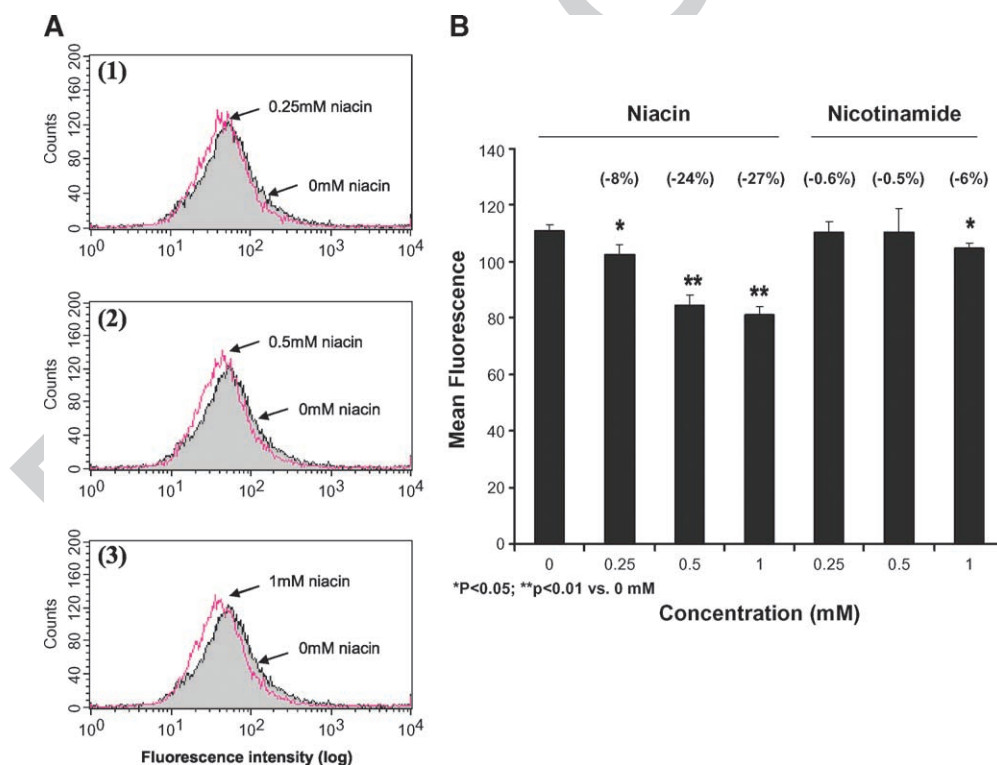 A
(1)
200
160
120
80
40
0
Counts
0.25mM niacin
0mM niacin
10^0 10^1 10^2 10^3 10^4
(2)
200
160
120
80
40
0
Counts
0.5mM niacin
0mM niacin
10^0 10^1 10^2 10^3 10^4
(3)
200
160
120
80
40
0
Counts
1mM niacin
0mM niacin
10^0 10^1 10^2 10^3 10^4
Fluorescence intensity (log)
B
Niacin Nicotinamide
(-8%) (-24%) (-27%) (-0.6%) (-0.5%) (-6%)
* ** ** *
140
120
100
80
60
40
20
0
Mean Fluorescence
0 0.25 0.5 1 0.25 0.5 1
*P<0.05; **p<0.01 vs. 0 mM
Concentration (mM)